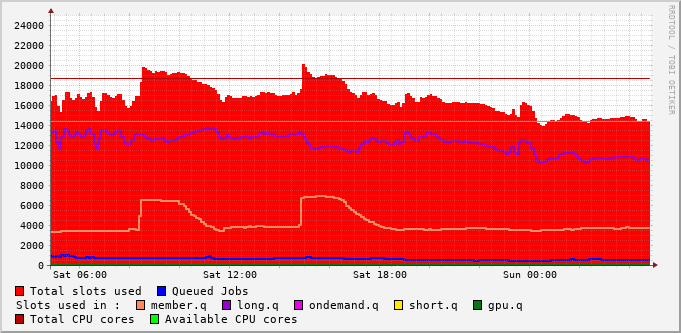 RRDTOOL / TOBI OETIKER
24000
22000
20000
18000
16000
14000
12000
10000
8000
6000
4000
2000
0
Sat 06:00 Sat 12:00 Sat 18:00 Sun 00:00
Total slots used Queued Jobs
Slots used in : member.q long.q ondemand.q short.q gpu.q
Total CPU cores Available CPU cores